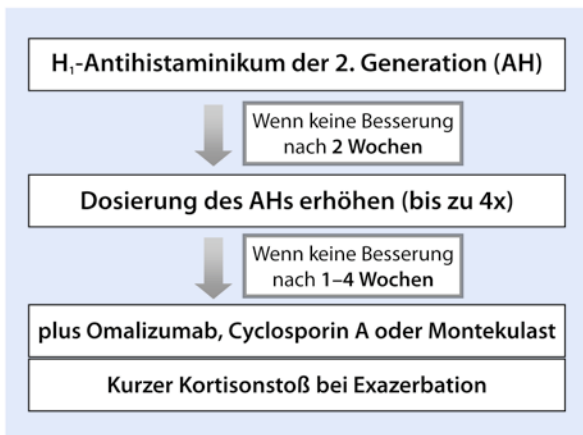 H₁-Antihistaminikum der 2. Generation (AH)
Wenn keine Besserung
nach 2 Wochen
Dosierung des AHs erhöhen (bis zu 4x)
Wenn keine Besserung
nach 1–4 Wochen
plus Omalizumab, Cyclosporin A oder Montekulast
Kurzer Kortisonstoß bei Exazerbation